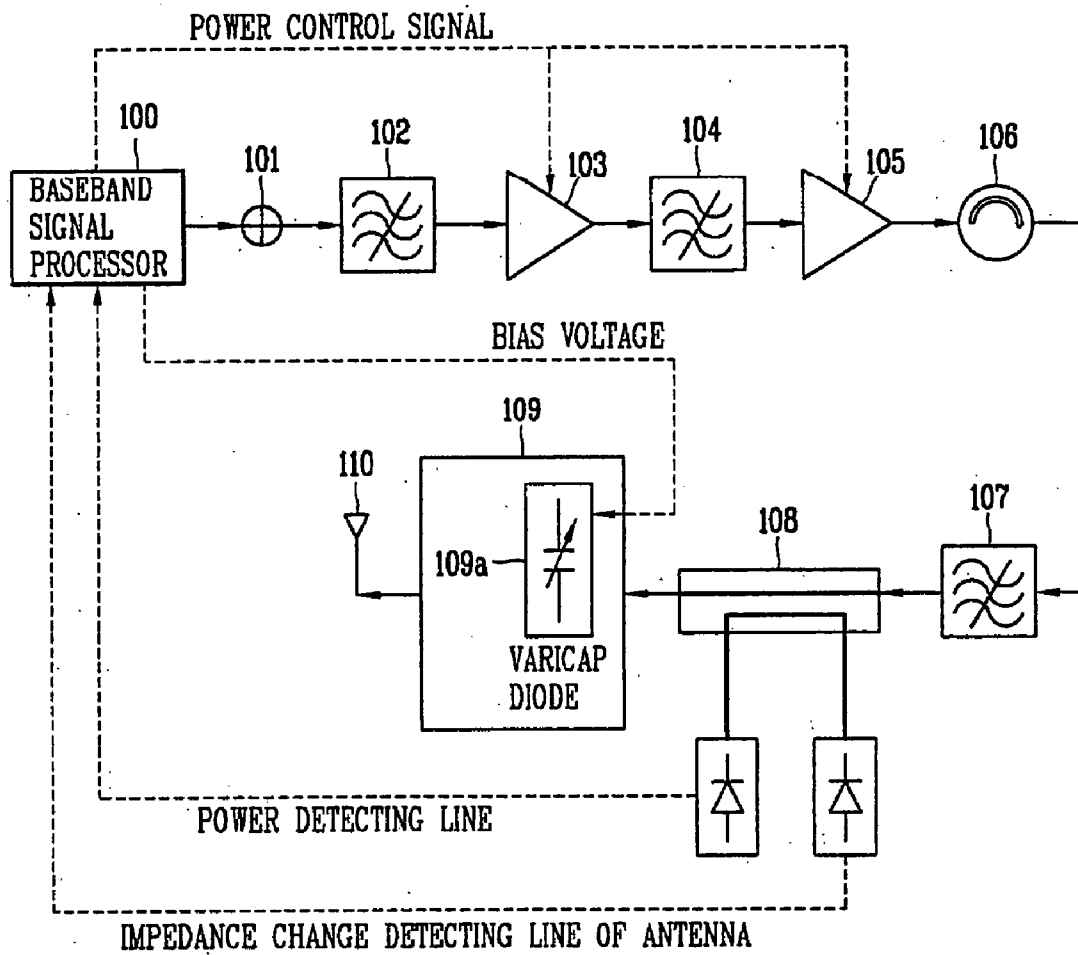 POWER CONTROL SIGNAL
100
101
102
103
104
105
106
BASEBAND
SIGNAL
PROCESSOR
BIAS VOLTAGE
109
110
109a
108
107
VARICAP
DIODE
POWER DETECTING LINE
IMPEDANCE CHANGE DETECTING LINE OF ANTENNA